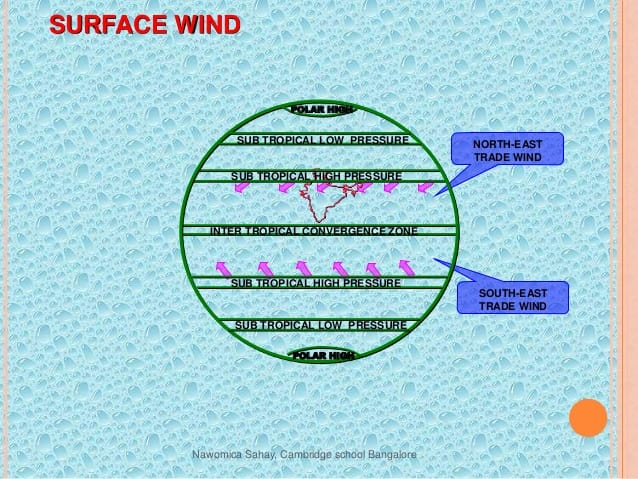 SURFACE WIND
POLAR HIGH
SUB TROPICAL LOW PRESSURE
NORTH-EAST
TRADE WIND
SUB TROPICAL HIGH PRESSURE
INTER TROPICAL CONVERGENCE ZONE
SUB TROPICAL HIGH PRESSURE
SOUTH-EAST
TRADE WIND
SUB TROPICAL LOW PRESSURE
POLAR HIGH
Nawomica Sahay, Cambridge school Bangalore